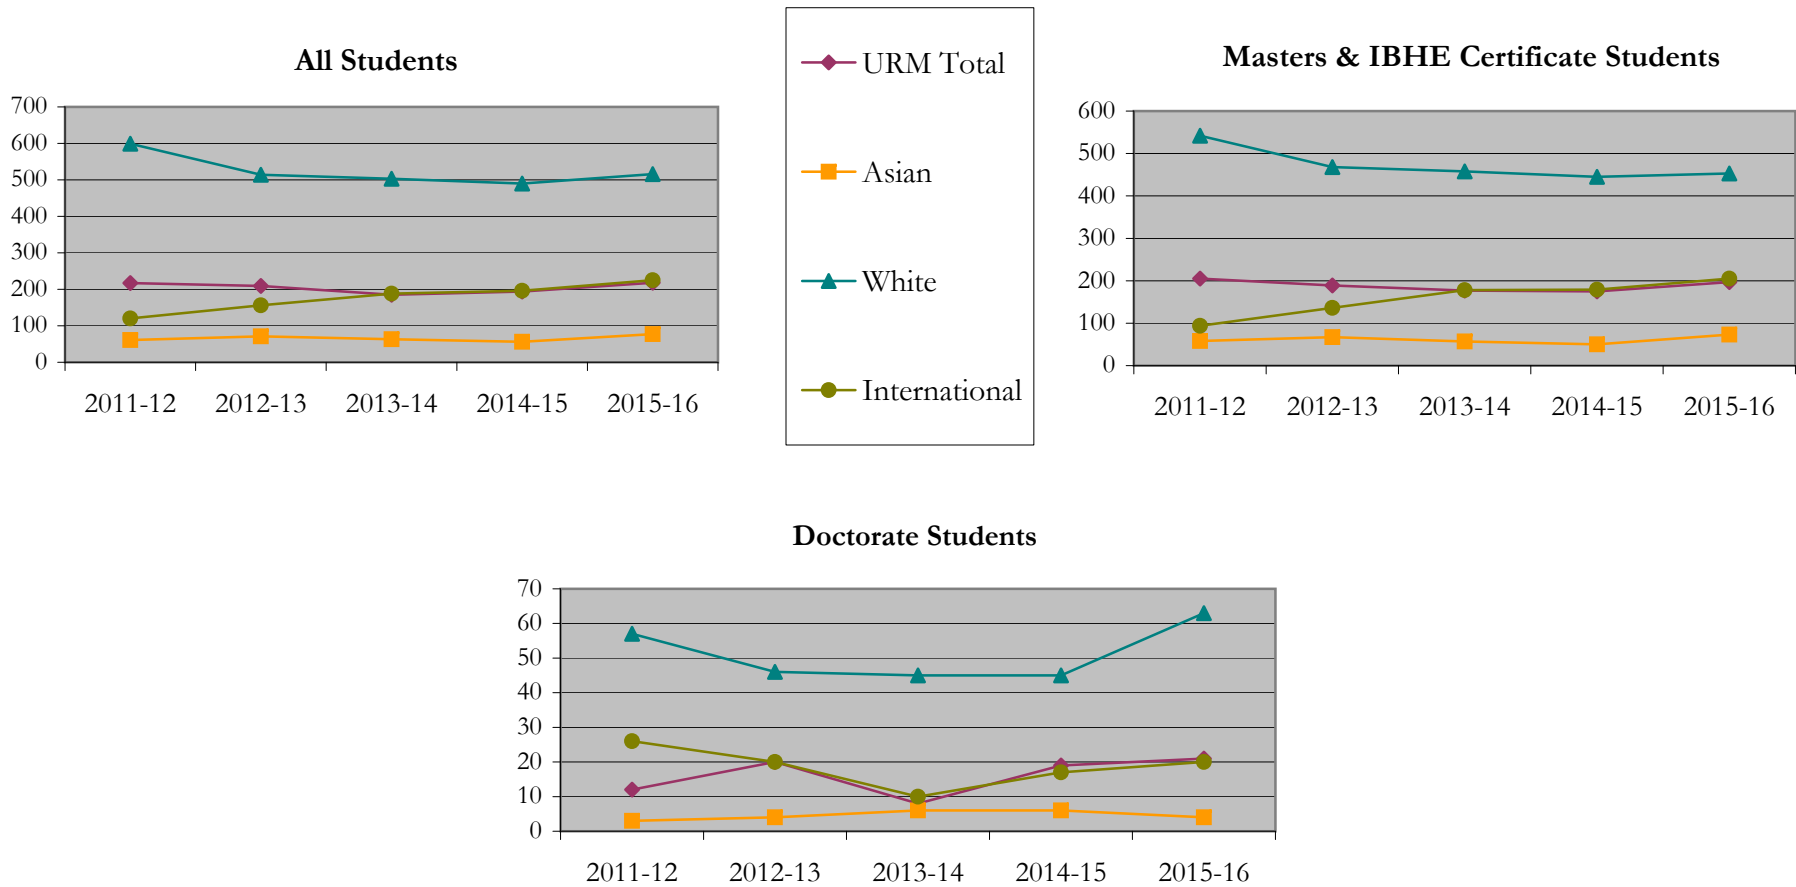 All Students
700
600
500
400
300
200
100
0
2011-12 2012-13 2013-14 2014-15 2015-16
URM Total
Asian
White
International
Masters & IBHE Certificate Students
600
500
400
300
200
100
0
2011-12 2012-13 2013-14 2014-15 2015-16
Doctorate Students
70
60
50
40
30
20
10
0
2011-12 2012-13 2013-14 2014-15 2015-16